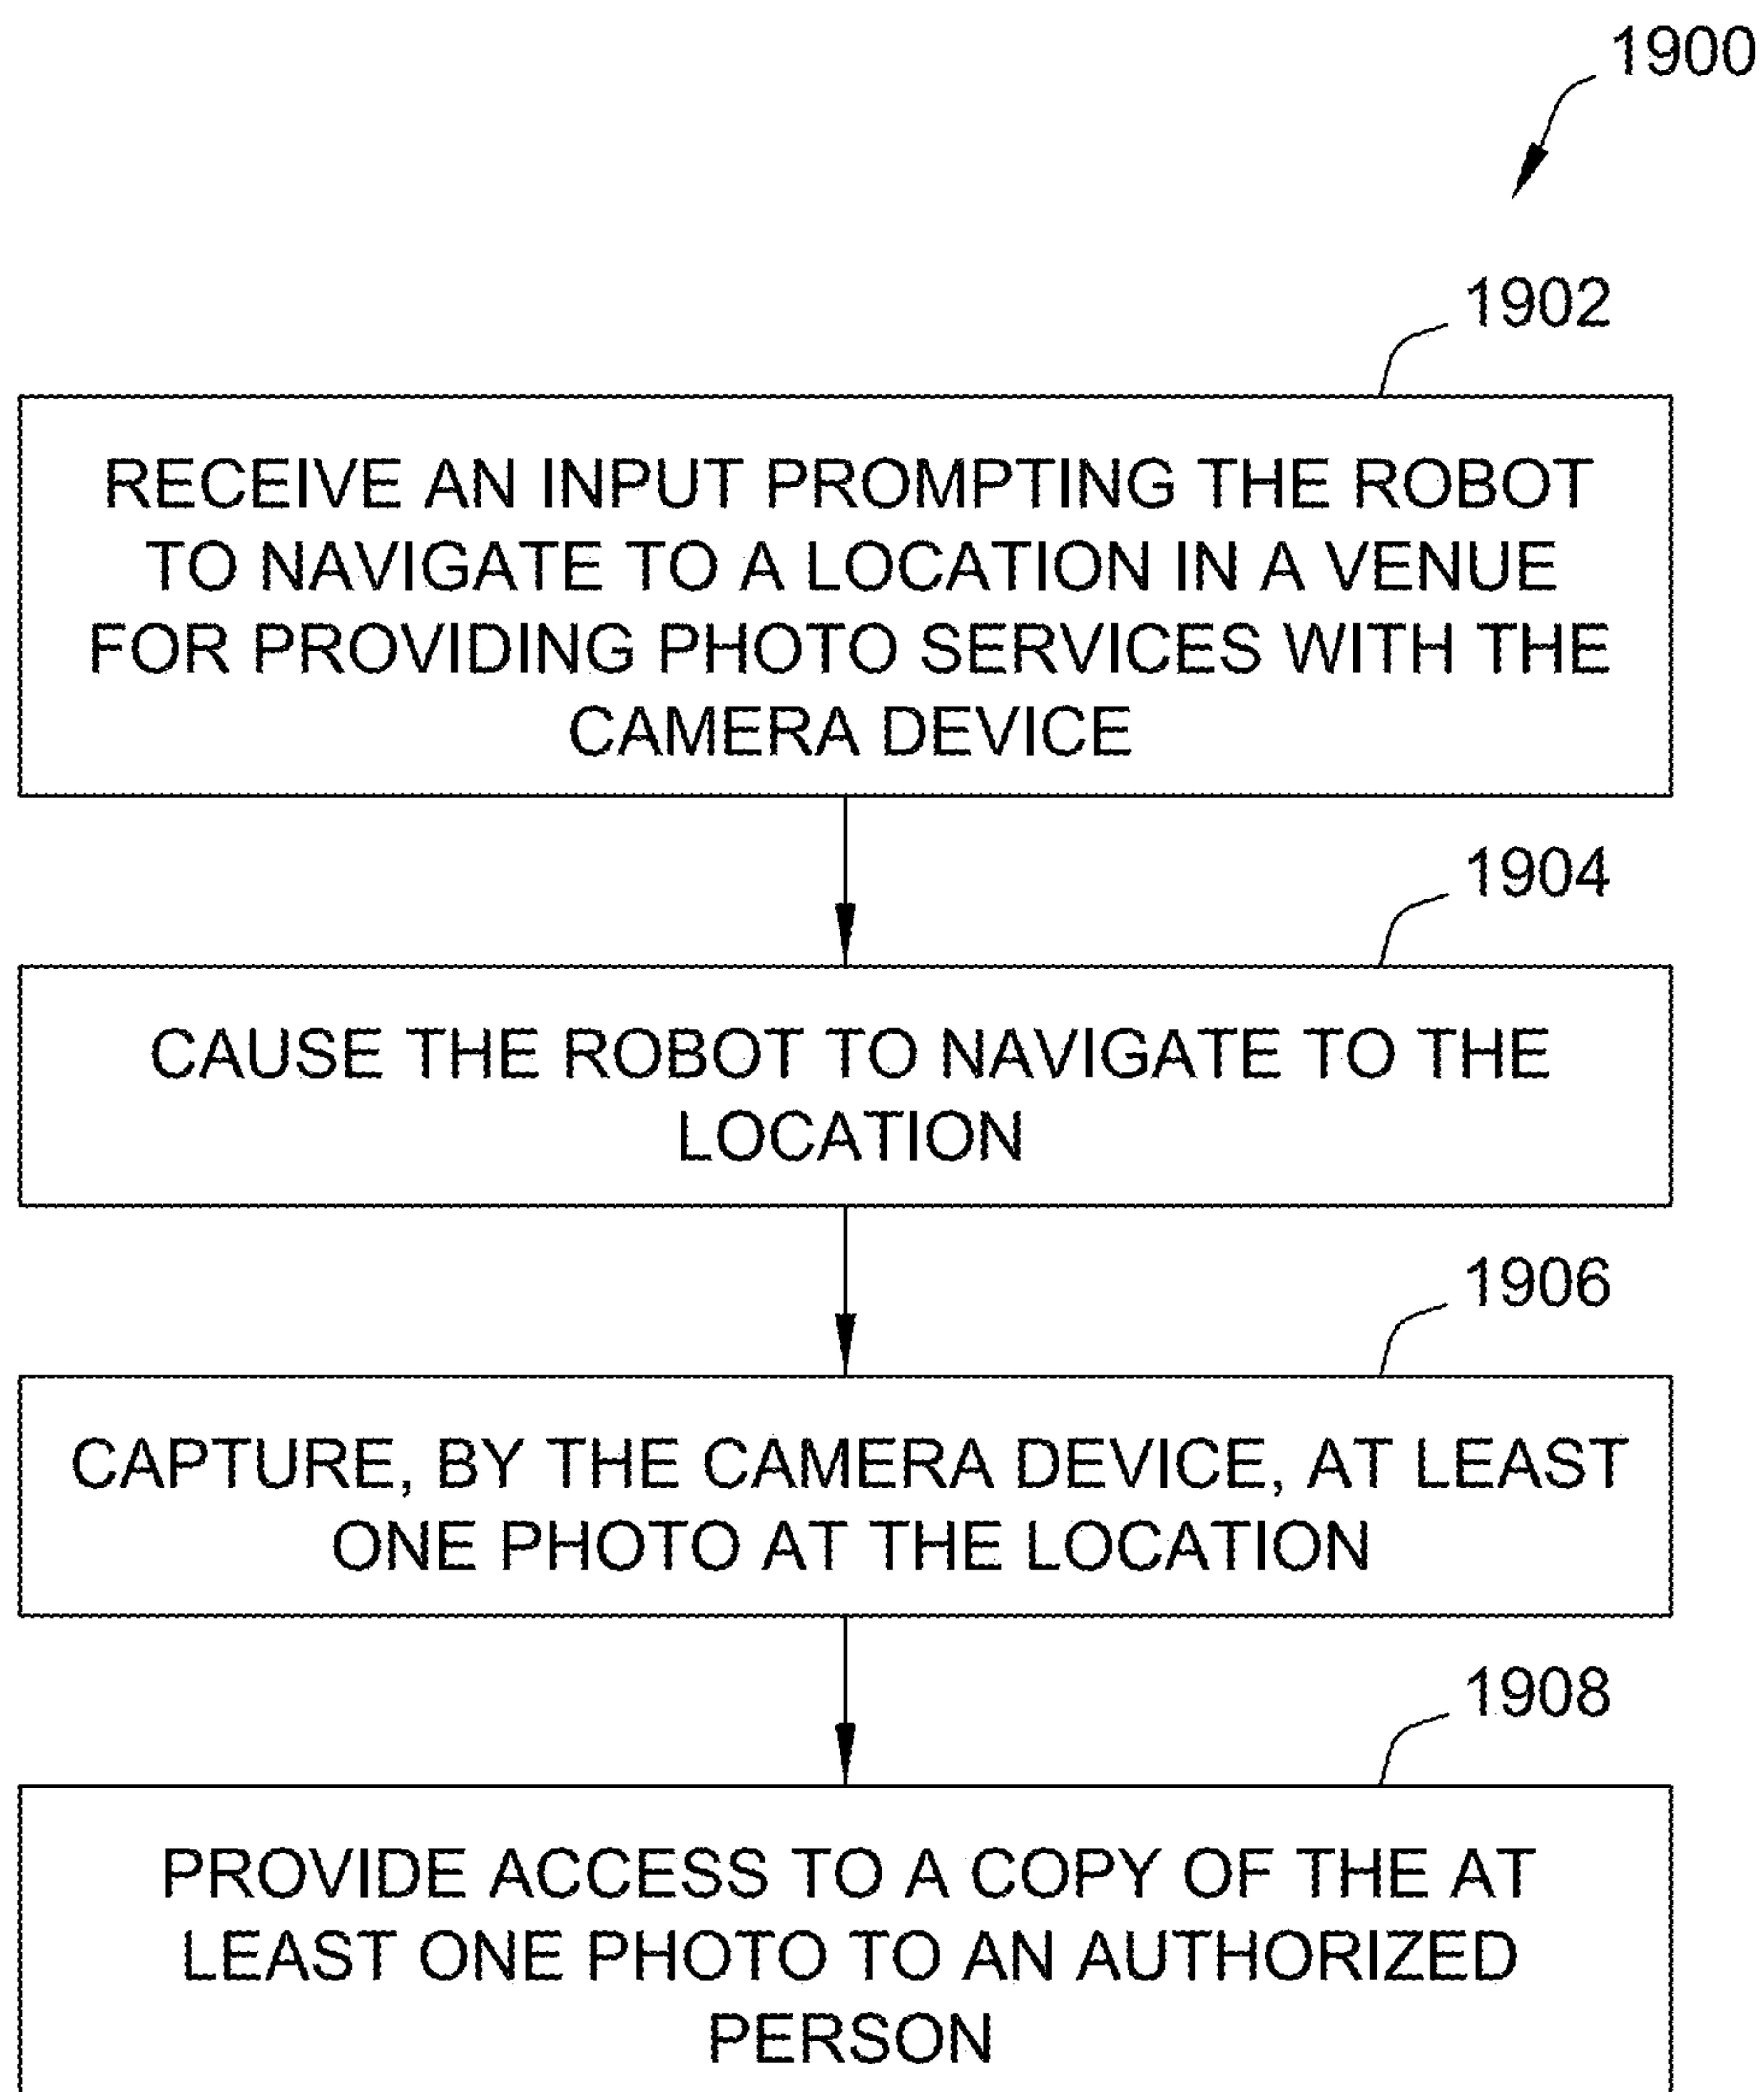 1900
1902
RECEIVE AN INPUT PROMPTING THE ROBOT
TO NAVIGATE TO A LOCATION IN A VENUE
FOR PROVIDING PHOTO SERVICES WITH THE
CAMERA DEVICE
1904
CAUSE THE ROBOT TO NAVIGATE TO THE
LOCATION
1906
CAPTURE, BY THE CAMERA DEVICE, AT LEAST
ONE PHOTO AT THE LOCATION
1908
PROVIDE ACCESS TO A COPY OF THE AT
LEAST ONE PHOTO TO AN AUTHORIZED
PERSON